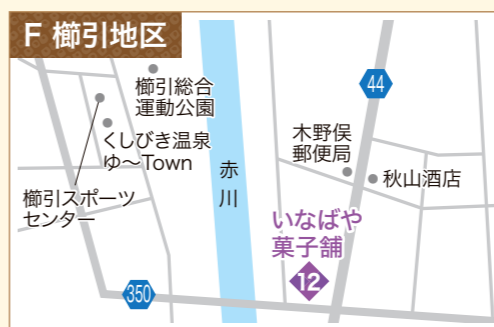 F 櫛引地区
櫛引総合
運動公園
くしびき温泉
ゆ〜Town
櫛引スポーツ
センター
赤川
44
木野俣
郵便局
秋山酒店
いなばや
菓子舗
12
350